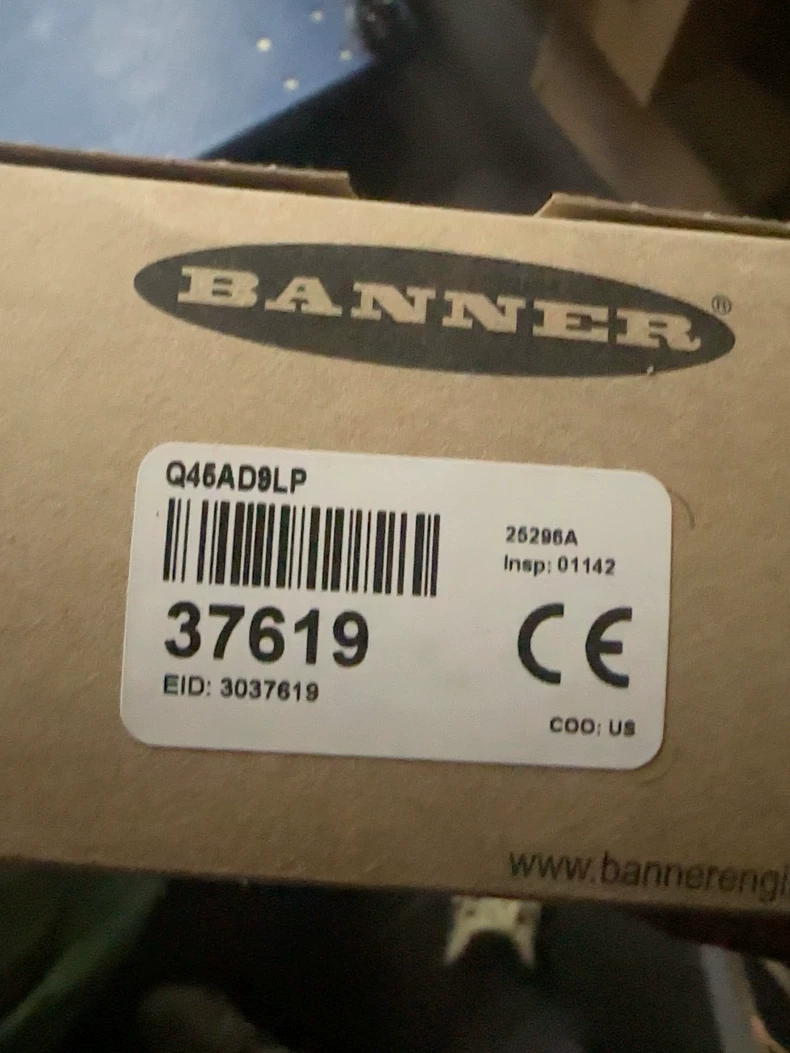 BANNER®
Q45AD9LP
25296A
Insp: 01142
37619
CE
EID: 3037619
COO: US
www.bannerengi